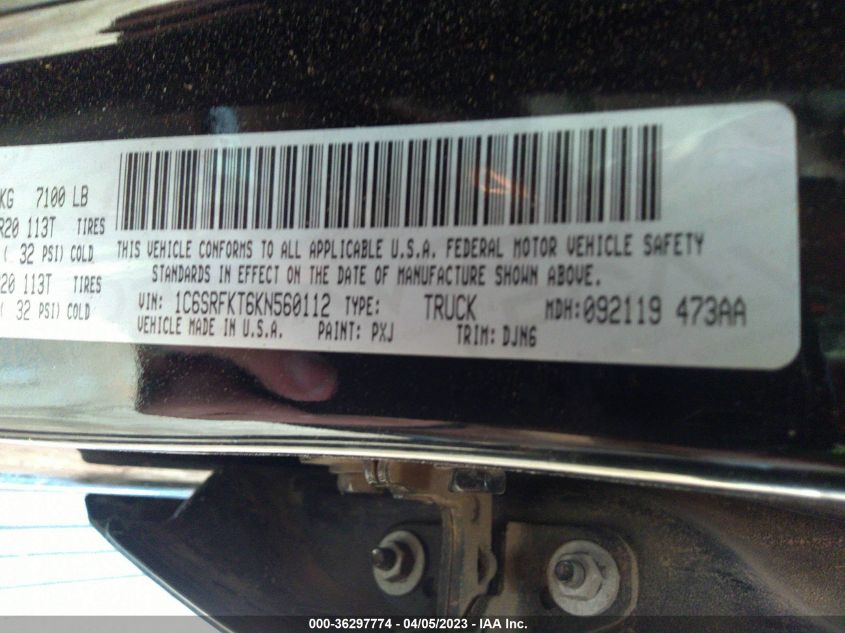 KG 7100 LB
R20 113T TIRES
( 32 PSI) COLD
R20 113T TIRES
( 32 PSI) COLD
THIS VEHICLE CONFORMS TO ALL APPLICABLE U.S.A. FEDERAL MOTOR VEHICLE SAFETY
STANDARDS IN EFFECT ON THE DATE OF MANUFACTURE SHOWN ABOVE.
VIN: 1C6SRFKT6KN560112 TYPE: TRUCK MDH:092119 473AA
VEHICLE MADE IN U.S.A. PAINT: PXJ TRIM: DJN6
000-36297774 - 04/05/2023 - IAA Inc.